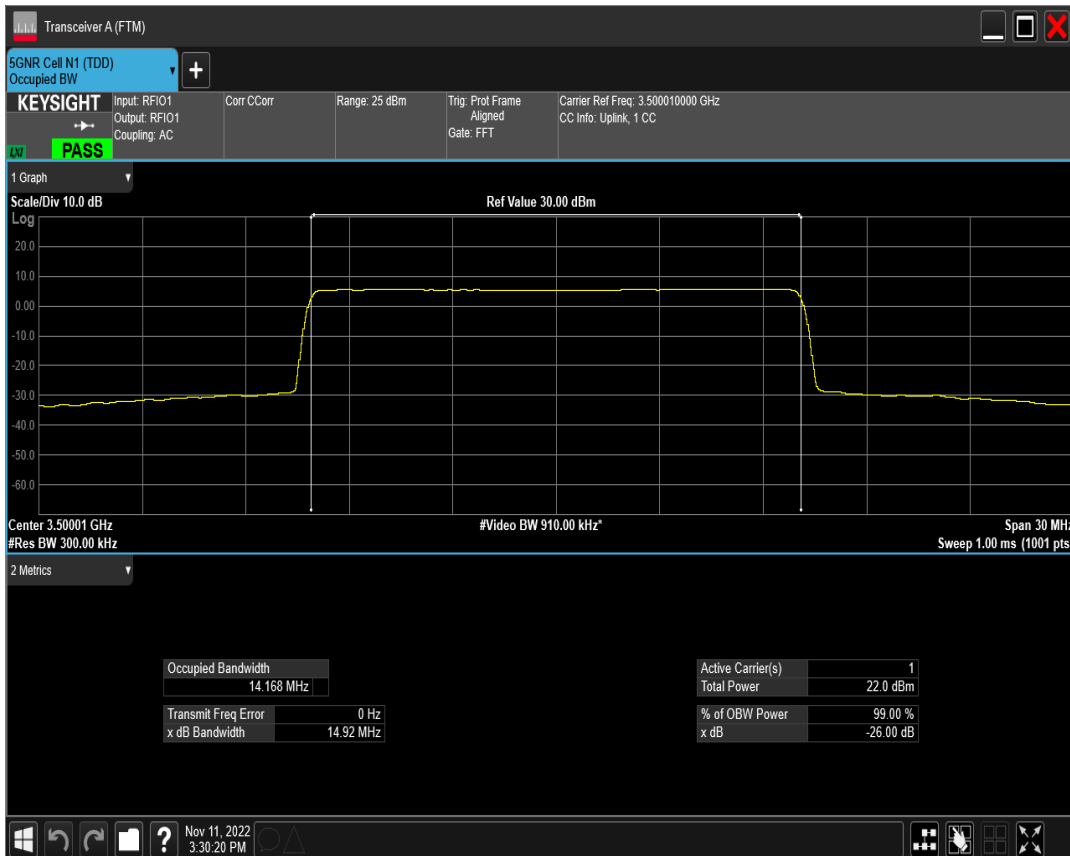 Transceiver A (FTM)
5GNR Cell N1 (TDD)
Occupied BW
+
KEYSIGHT
LXI
PASS
Input: RFIO1
Output: RFIO1
Coupling: AC
Corr CCorr
Range: 25 dBm
Trig: Prot Frame
Aligned
Gate: FFT
Carrier Ref Freq: 3.500010000 GHz
CC Info: Uplink, 1 CC
1 Graph
Scale/Div 10.0 dB
Ref Value 30.00 dBm
Log
20.0
10.0
0.00
-10.0
-20.0
-30.0
-40.0
-50.0
-60.0
Center 3.50001 GHz
#Video BW 910.00 kHz*
Span 30 MHz
#Res BW 300.00 kHz
Sweep 1.00 ms (1001 pts
2 Metrics
Occupied Bandwidth
14.168 MHz
Transmit Freq Error 0 Hz
x dB Bandwidth 14.92 MHz
Active Carrier(s) 1
Total Power 22.0 dBm
% of OBW Power 99.00 %
x dB -26.00 dB
?
Nov 11, 2022
3:30:20 PM